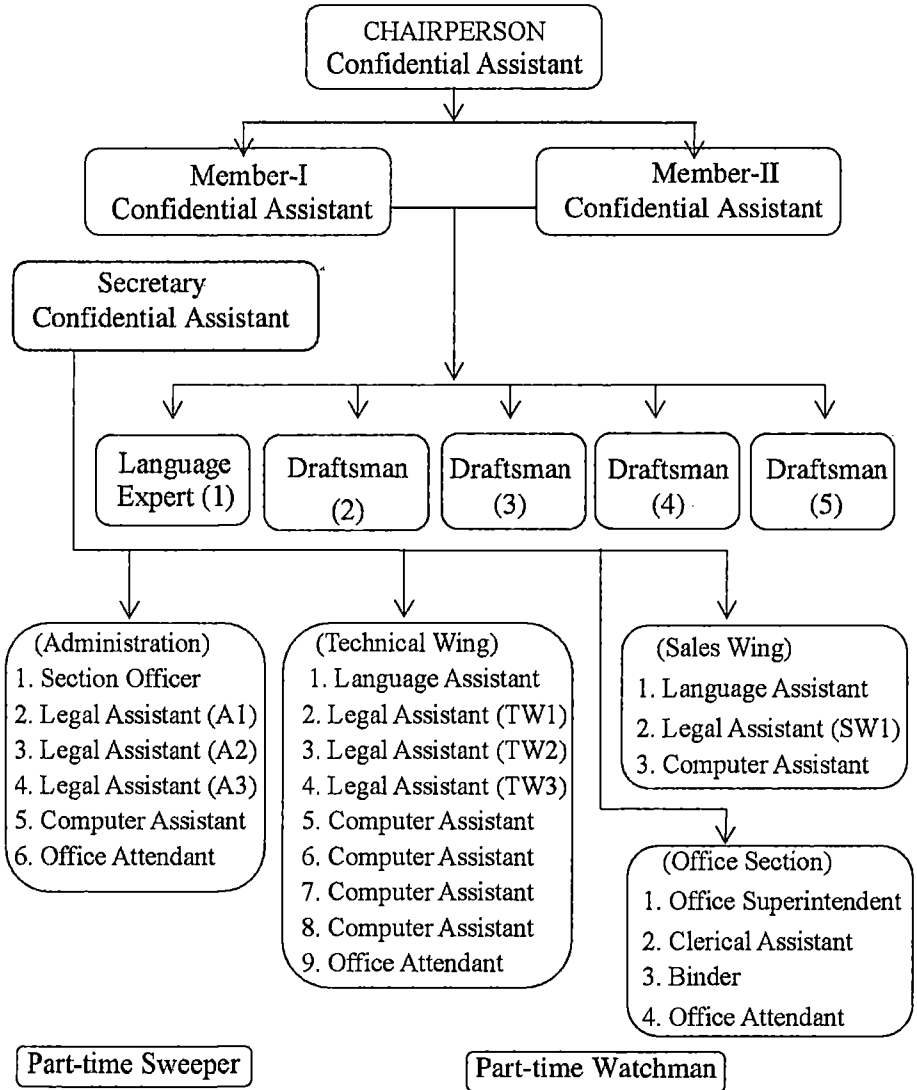 CHAIRPERSON
Confidential Assistant
Member-I
Confidential Assistant
Member-II
Confidential Assistant
Secretary
Confidential Assistant
Language
Expert (1)
Draftsman
(2)
Draftsman
(3)
Draftsman
(4)
Draftsman
(5)
(Administration)
1. Section Officer
2. Legal Assistant (A1)
3. Legal Assistant (A2)
4. Legal Assistant (A3)
5. Computer Assistant
6. Office Attendant
(Technical Wing)
1. Language Assistant
2. Legal Assistant (TW1)
3. Legal Assistant (TW2)
4. Legal Assistant (TW3)
5. Computer Assistant
6. Computer Assistant
7. Computer Assistant
8. Computer Assistant
9. Office Attendant
(Sales Wing)
1. Language Assistant
2. Legal Assistant (SW1)
3. Computer Assistant
(Office Section)
1. Office Superintendent
2. Clerical Assistant
3. Binder
4. Office Attendant
Part-time Sweeper
Part-time Watchman